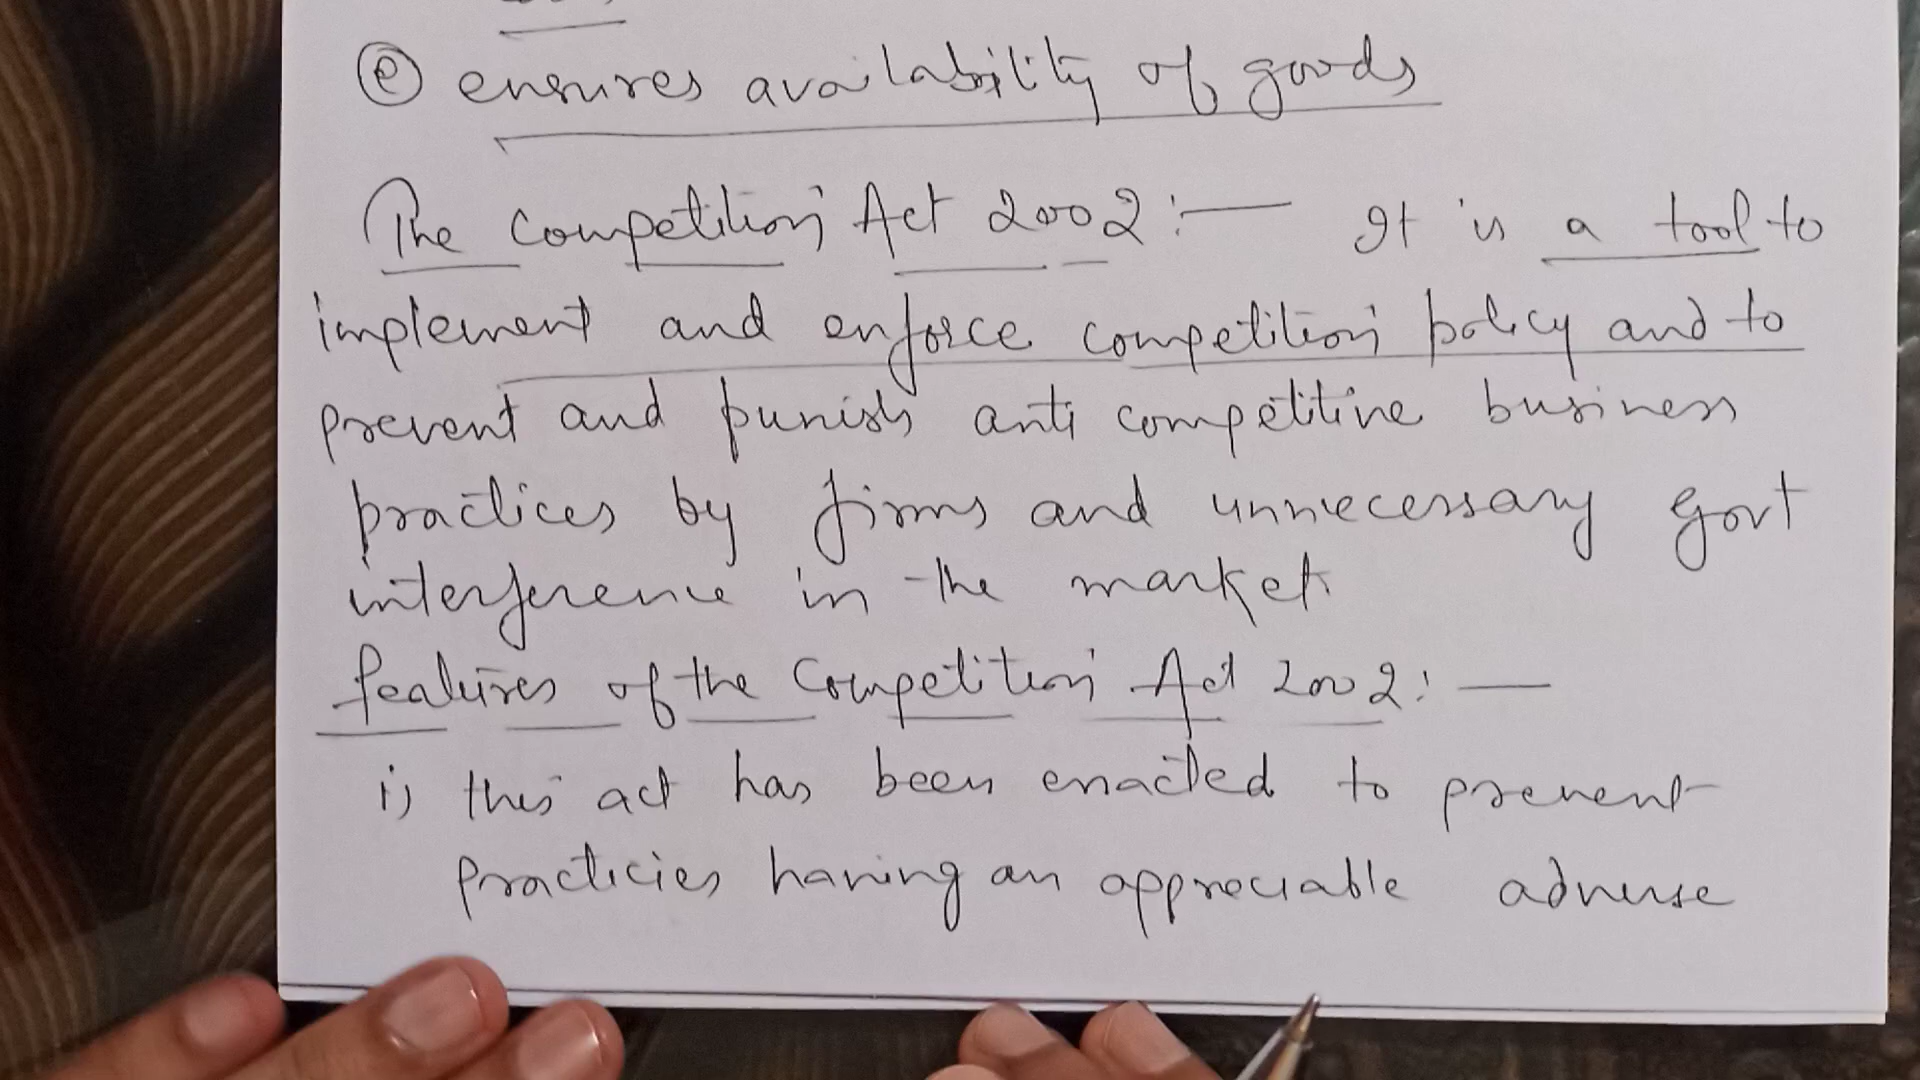 ⓔ ensures availability of goods
The Competition Act 2002:— It is a tool to
implement and enforce competition policy and to
prevent and punish anti competitive business
practices by firms and unnecessary govt
interference in the market.
features of the Competition Act 2002:—
i) this act has been enacted to prevent
practicies having an appreciable adverse